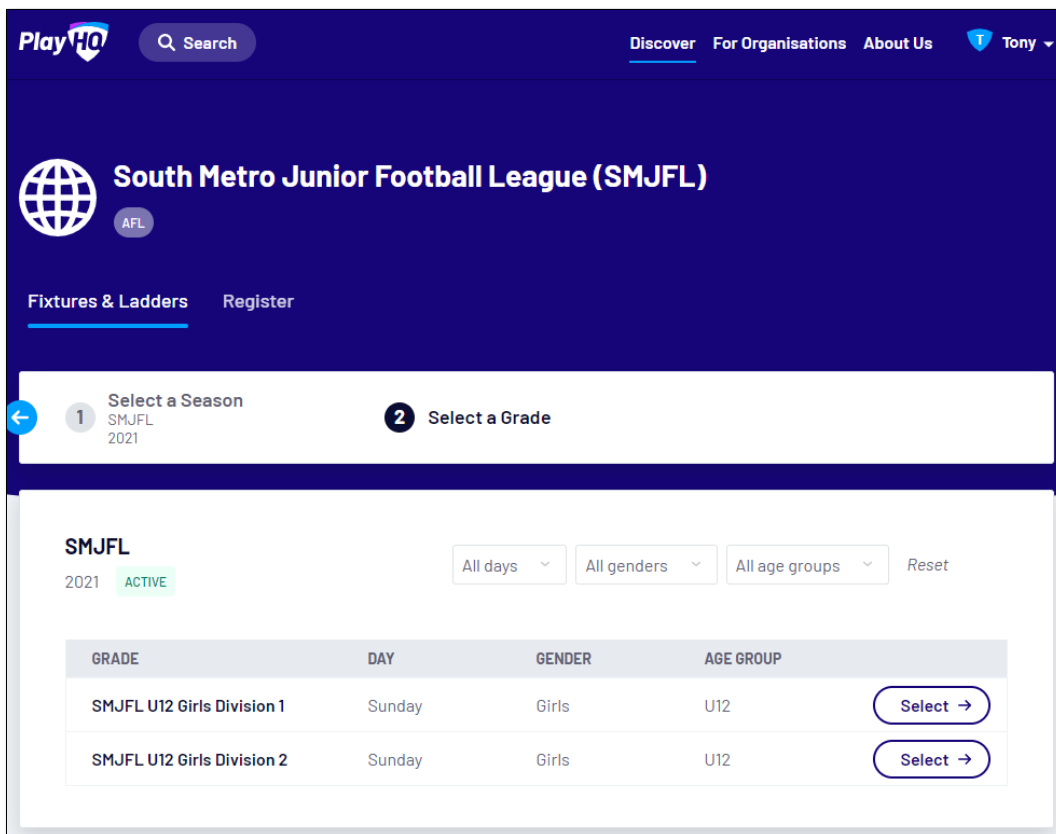 PlayHQ Search Discover For Organisations About Us T Tony
South Metro Junior Football League (SMJFL)
AFL
Fixtures & Ladders Register
1 Select a Season
SMJFL
2021
2 Select a Grade
SMJFL
2021 ACTIVE
All days All genders All age groups Reset
GRADE DAY GENDER AGE GROUP
SMJFL U12 Girls Division 1 Sunday Girls U12 Select →
SMJFL U12 Girls Division 2 Sunday Girls U12 Select →